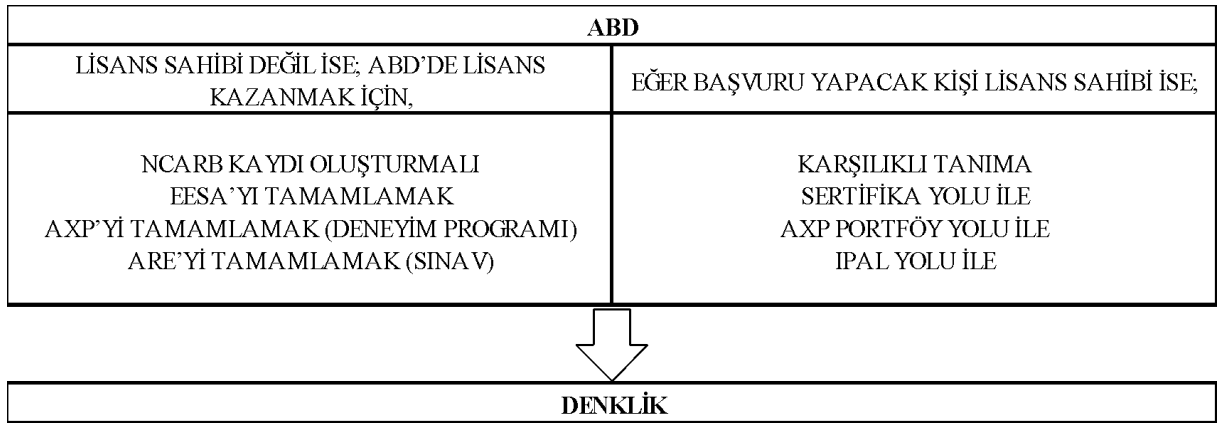 ABD
LİSANS SAHİBİ DEĞİL İSE; ABD'DE LİSANS
KAZANMAK İÇİN,
EĞER BAŞVURU YAPACAK KİŞİ LİSANS SAHİBİ İSE;
NCARB KAYDI OLUŞTURMALI
EESA'YI TAMAMLAMAK
AXP'Yİ TAMAMLAMAK (DENEYİM PROGRAMI)
ARE'Yİ TAMAMLAMAK (SINAV)
KARŞILIKLI TANIMA
SERTİFİKA YOLU İLE
AXP PORTFÖY YOLU İLE
IPAL YOLU İLE
DENKLİK